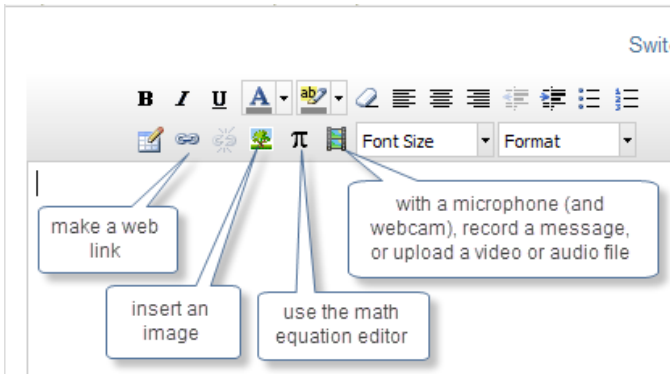 Swit
B I U A ab
π Font Size Format
make a web
link
with a microphone (and
webcam), record a message,
or upload a video or audio file
insert an
image
use the math
equation editor